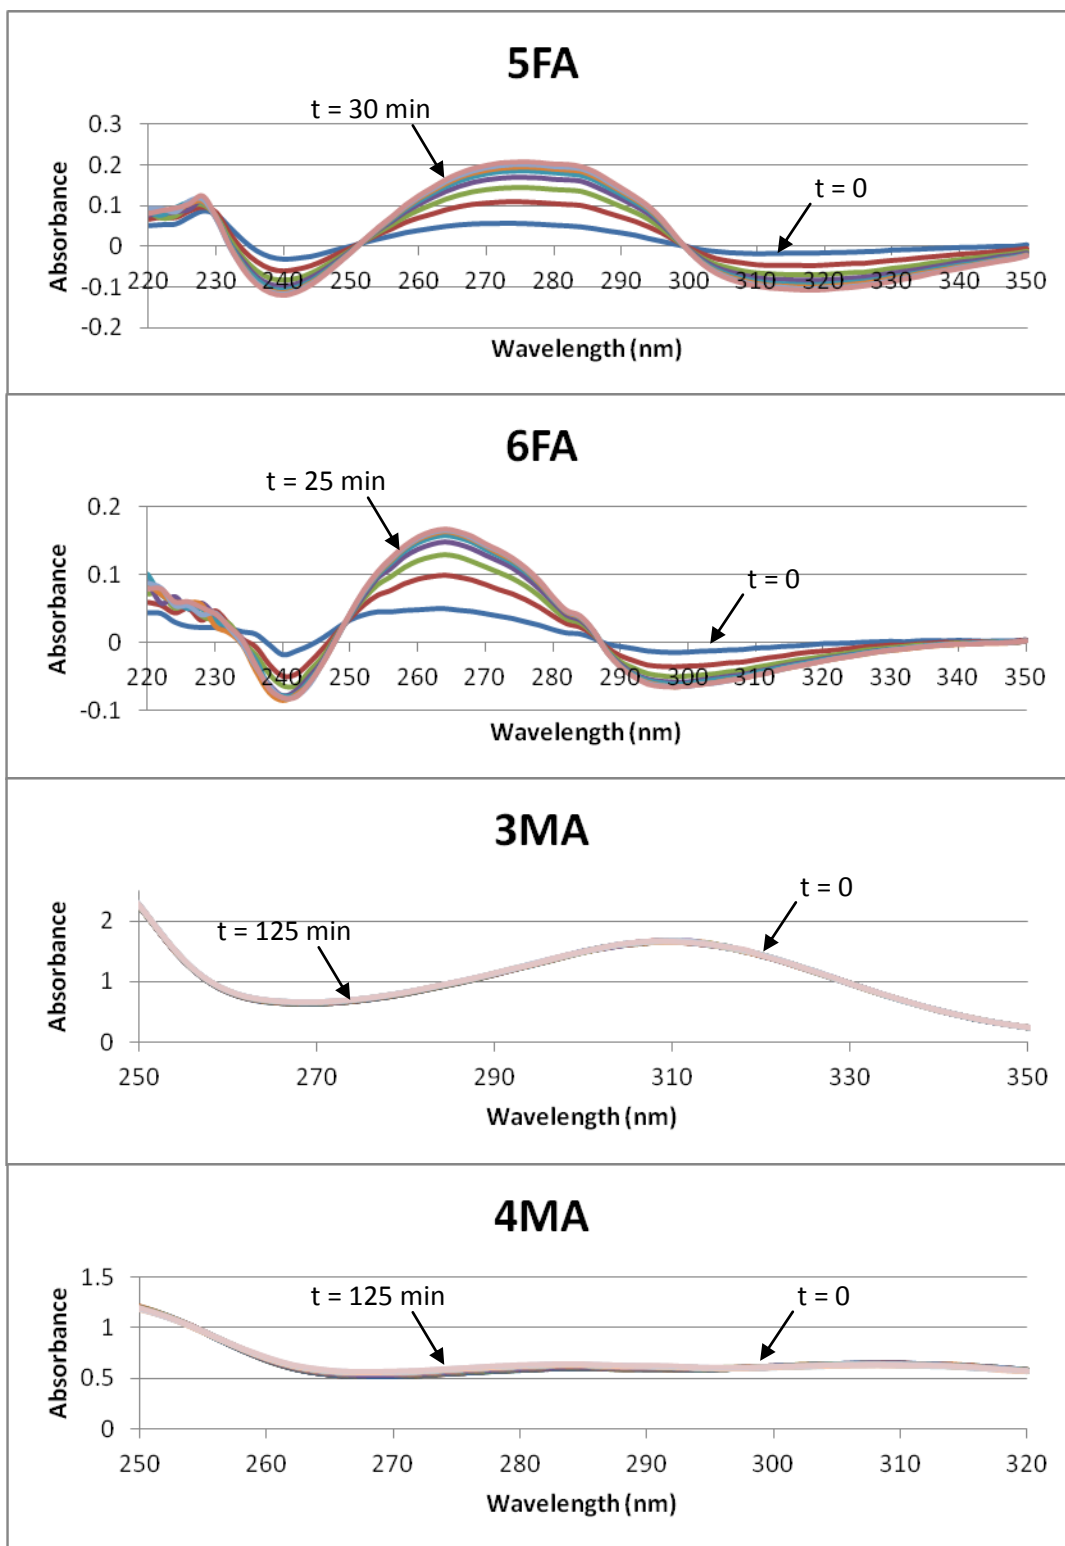 5FA
t = 30 min
t = 0
0.3
0.2
0.1
0
-0.1
-0.2
Absorbance
220 230 240 250 260 270 280 290 300 310 320 330 340 350
Wavelength (nm)
6FA
t = 25 min
t = 0
0.2
0.1
0
-0.1
Absorbance
220 230 240 250 260 270 280 290 300 310 320 330 340 350
Wavelength (nm)
3MA
t = 0
t = 125 min
2
1
0
Absorbance
250 270 290 310 330 350
Wavelength (nm)
4MA
t = 125 min
t = 0
1.5
1
0.5
0
Absorbance
250 260 270 280 290 300 310 320
Wavelength (nm)